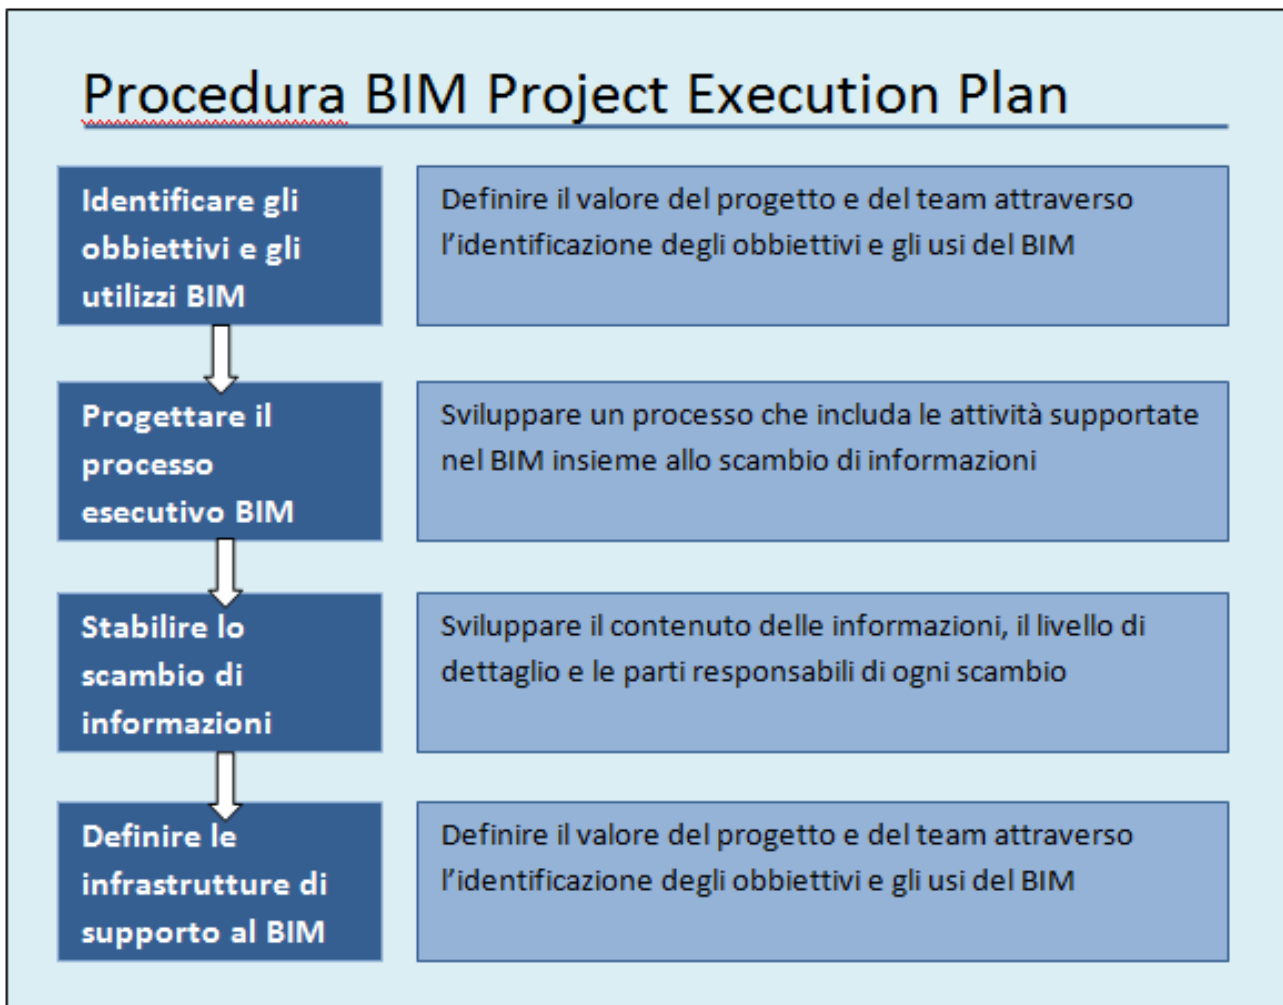 Procedura BIM Project Execution Plan
Identificare gli
obbiettivi e gli
utilizzi BIM
Definire il valore del progetto e del team attraverso
l’identificazione degli obbiettivi e gli usi del BIM
Progettare il
processo
esecutivo BIM
Sviluppare un processo che includa le attività supportate
nel BIM insieme allo scambio di informazioni
Stabilire lo
scambio di
informazioni
Sviluppare il contenuto delle informazioni, il livello di
dettaglio e le parti responsabili di ogni scambio
Definire le
infrastrutture di
supporto al BIM
Definire il valore del progetto e del team attraverso
l’identificazione degli obbiettivi e gli usi del BIM